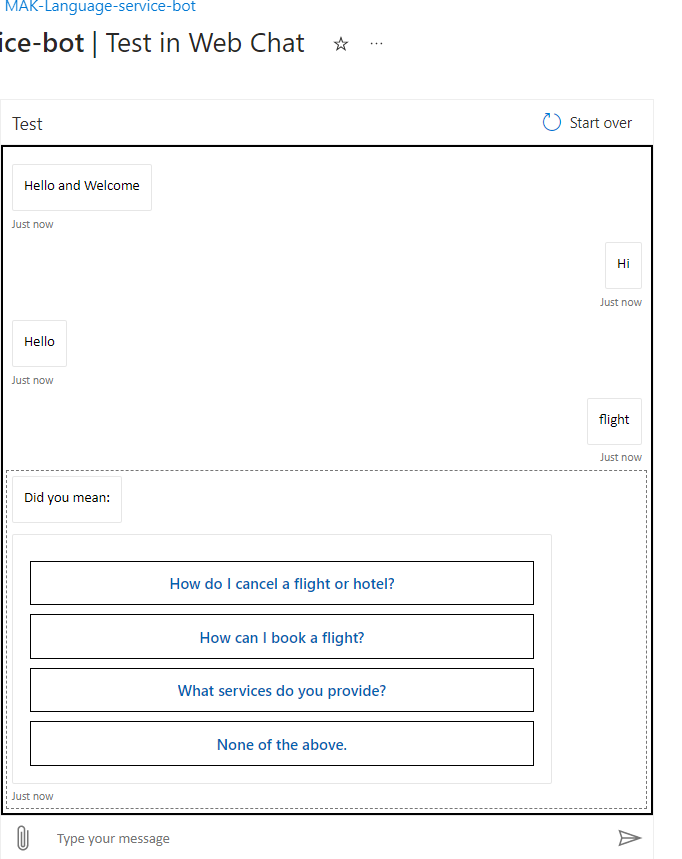 MAK-Language-service-bot
ice-bot | Test in Web Chat
Test
Start over
Hello and Welcome
Just now
Hi
Just now
Hello
Just now
flight
Just now
Did you mean:
How do I cancel a flight or hotel?
How can I book a flight?
What services do you provide?
None of the above.
Just now
Type your message